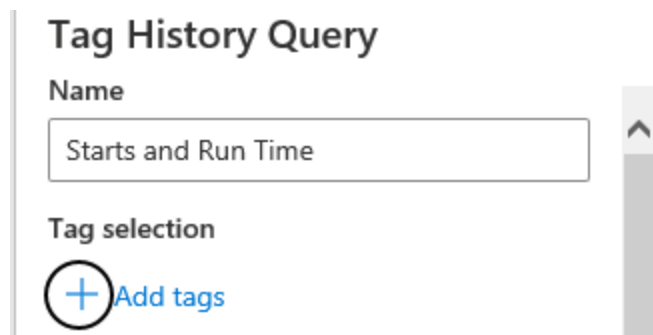 Tag History Query
Name
Starts and Run Time
Tag selection
Add tags